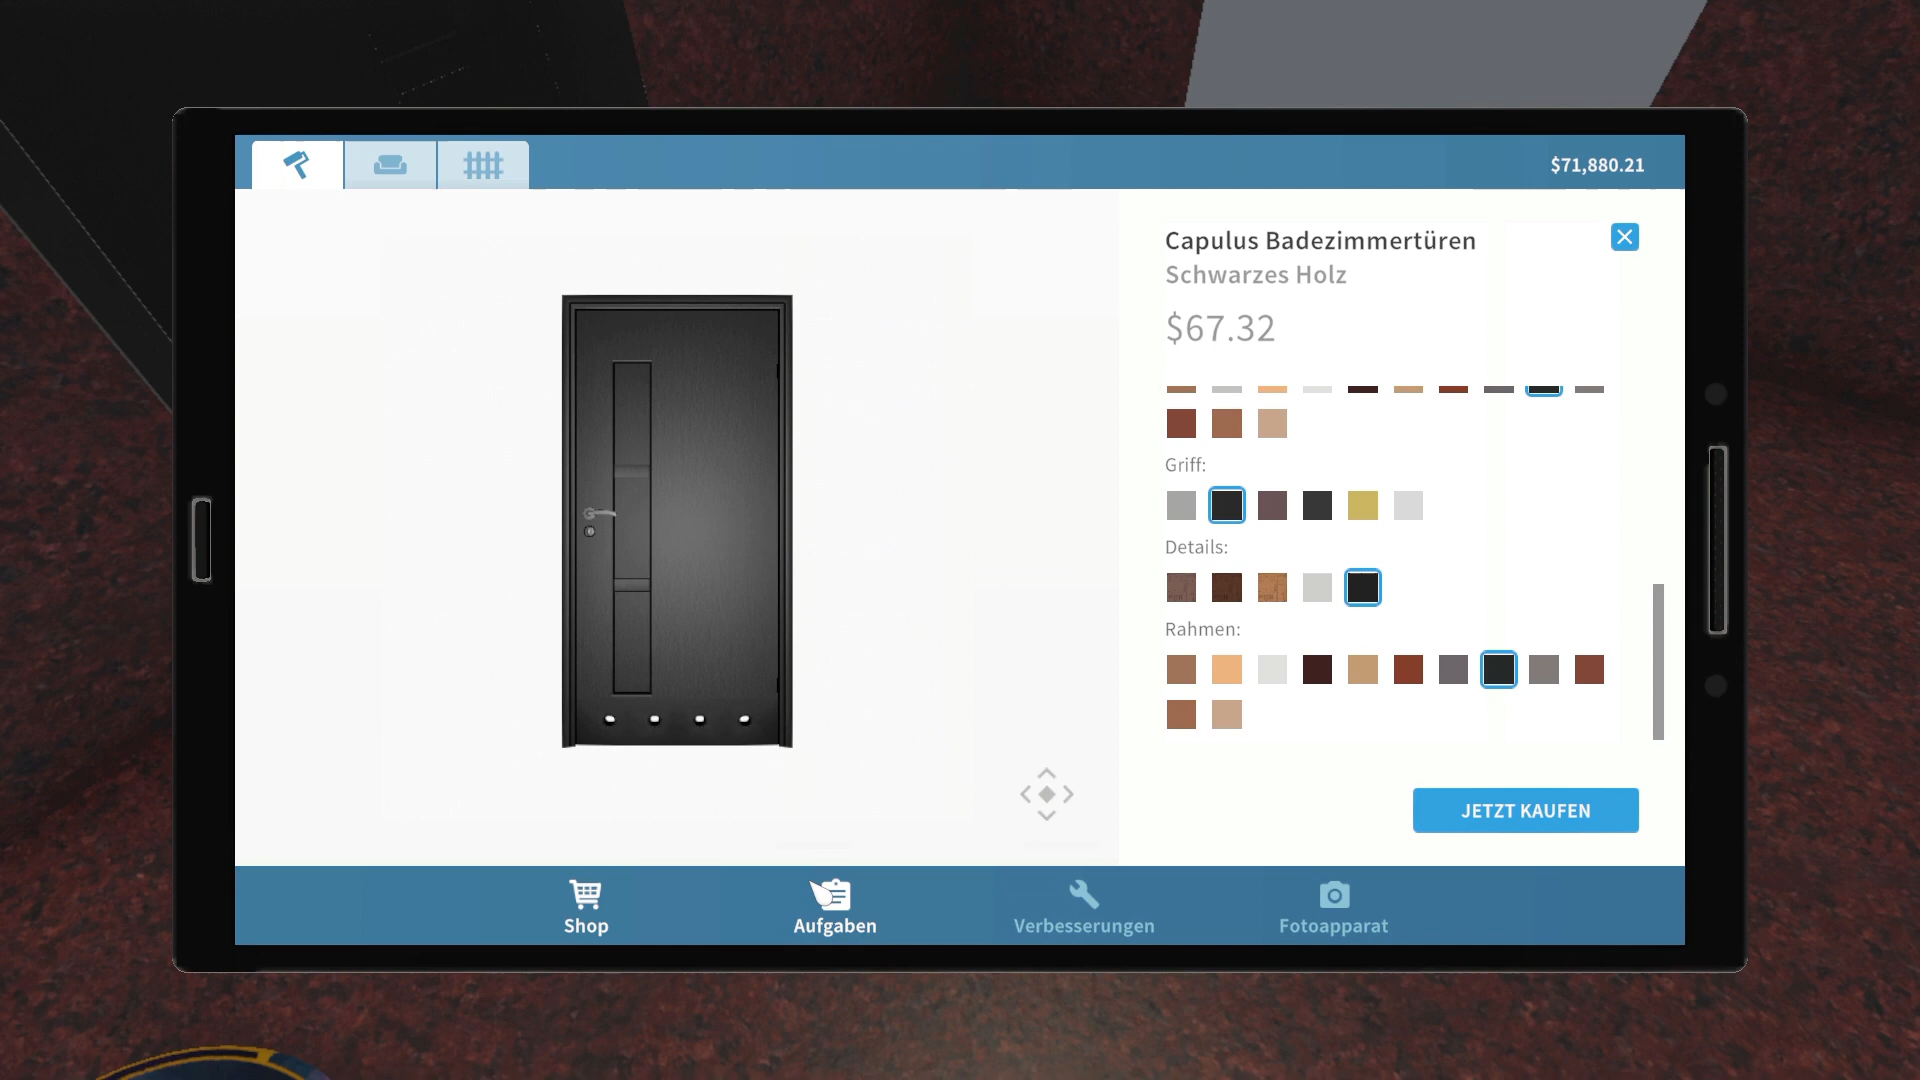 $71,880.21
Capulus Badezimmertüren
Schwarzes Holz
$67.32
Griff:
Details:
Rahmen:
JETZT KAUFEN
Shop
Aufgaben
Verbesserungen
Fotoapparat